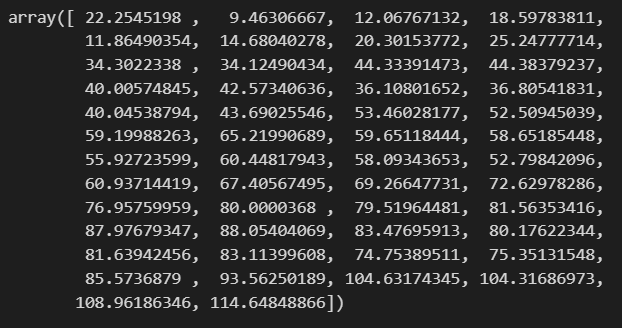 array([ 22.2545198 ,   9.46306667,  12.06767132,  18.59783811,
        11.86490354,  14.68040278,  20.30153772,  25.24777714,
        34.3022338 ,  34.12490434,  44.33391473,  44.38379237,
        40.00574845,  42.57340636,  36.10801652,  36.80541831,
        40.04538794,  43.69025546,  53.46028177,  52.50945039,
        59.19988263,  65.21990689,  59.65118444,  58.65185448,
        55.92723599,  60.44817943,  58.09343653,  52.79842096,
        60.93714419,  67.40567495,  69.26647731,  72.62978286,
        76.95759959,  80.0000368 ,  79.51964481,  81.56353416,
        87.97679347,  88.05404069,  83.47695913,  80.17622344,
        81.63942456,  83.11399608,  74.75389511,  75.35131548,
        85.5736879 ,  93.56250189, 104.63174345, 104.31686973,
       108.96186346, 114.64848866])